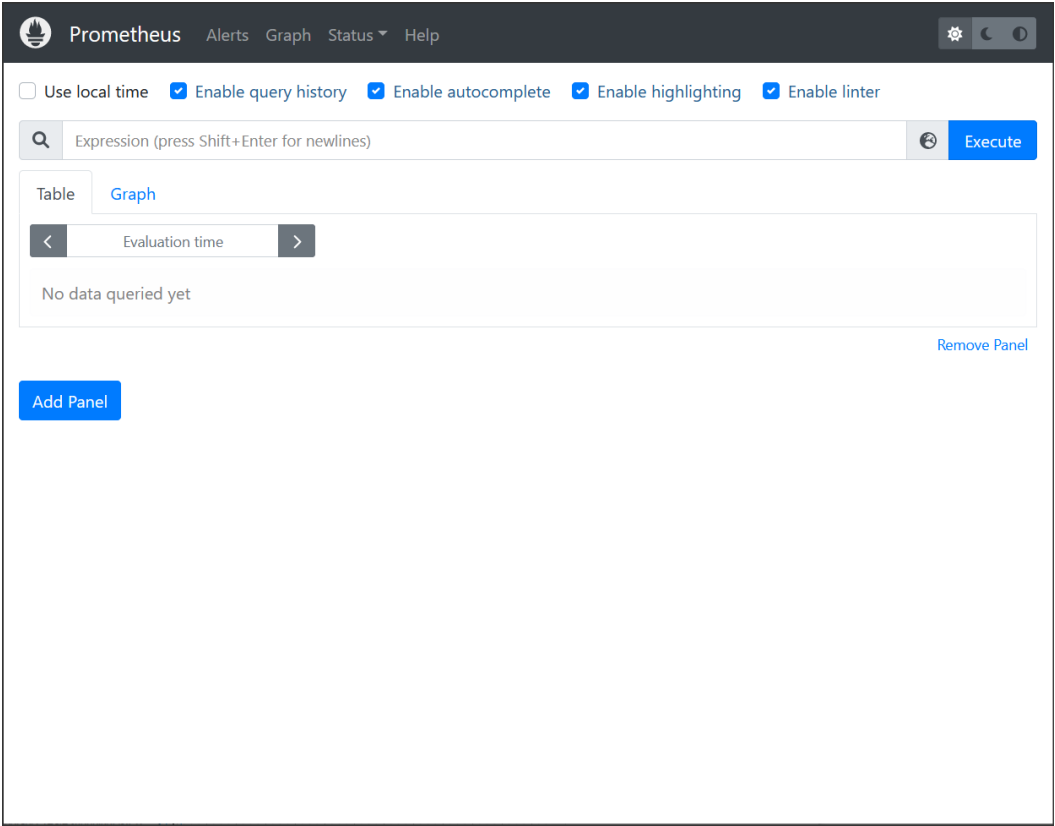 Prometheus Alerts Graph Status Help
Use local time Enable query history Enable autocomplete Enable highlighting Enable linter
Expression (press Shift+Enter for newlines) Execute
Table Graph
Evaluation time
No data queried yet
Remove Panel
Add Panel